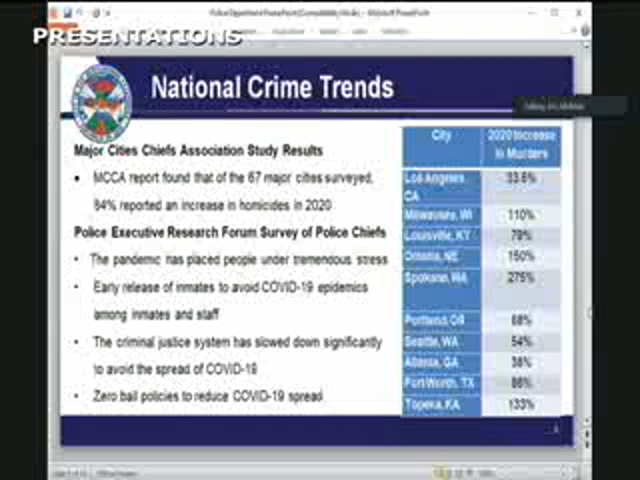 PRESENTATIONS
National Crime Trends
Major Cities Chiefs Association Study Results
• MCCA report found that of the 67 major cities surveyed,
94% reported an increase in homicides in 2020
Police Executive Research Forum Survey of Police Chiefs
• The pandemic has placed people under tremendous stress
• Early release of inmates to avoid COVID-19 epidemics
among inmates and staff
• The criminal justice system has slowed down significantly
to avoid the spread of COVID-19
• Zero bail policies to reduce COVID-19 spread
City 2020 Increase
in Murders
Los Angeles 33.6%
CA
Milwaukee, WI 110%
Louisville, KY 79%
Omaha, NE 150%
Spokane, WA 275%
Portland, OR
Seattle, WA 54%
Atlanta, GA 38%
Fort Worth, TX
Topeka, KA 133%